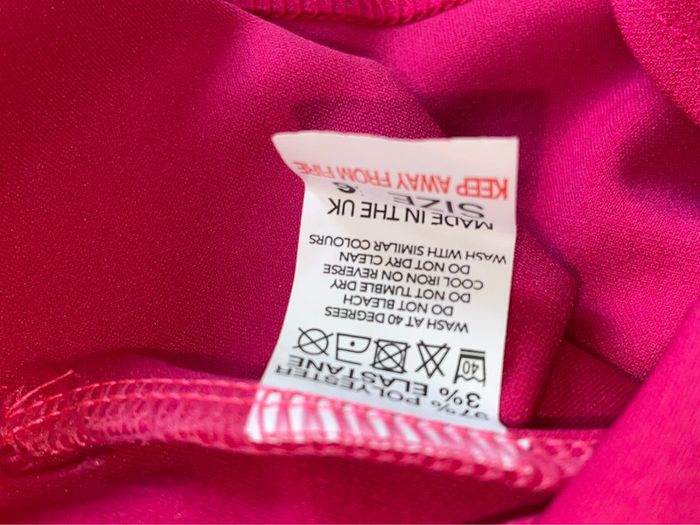 97% POLYESTER
3% ELASTANE
40
WASH AT 40 DEGREES
DO NOT BLEACH
DO NOT TUMBLE DRY
COOL IRON ON REVERSE
DO NOT DRY CLEAN
WASH WITH SIMILAR COLOURS
MADE IN THE UK
SIZE
KEEP AWAY FROM FIRE